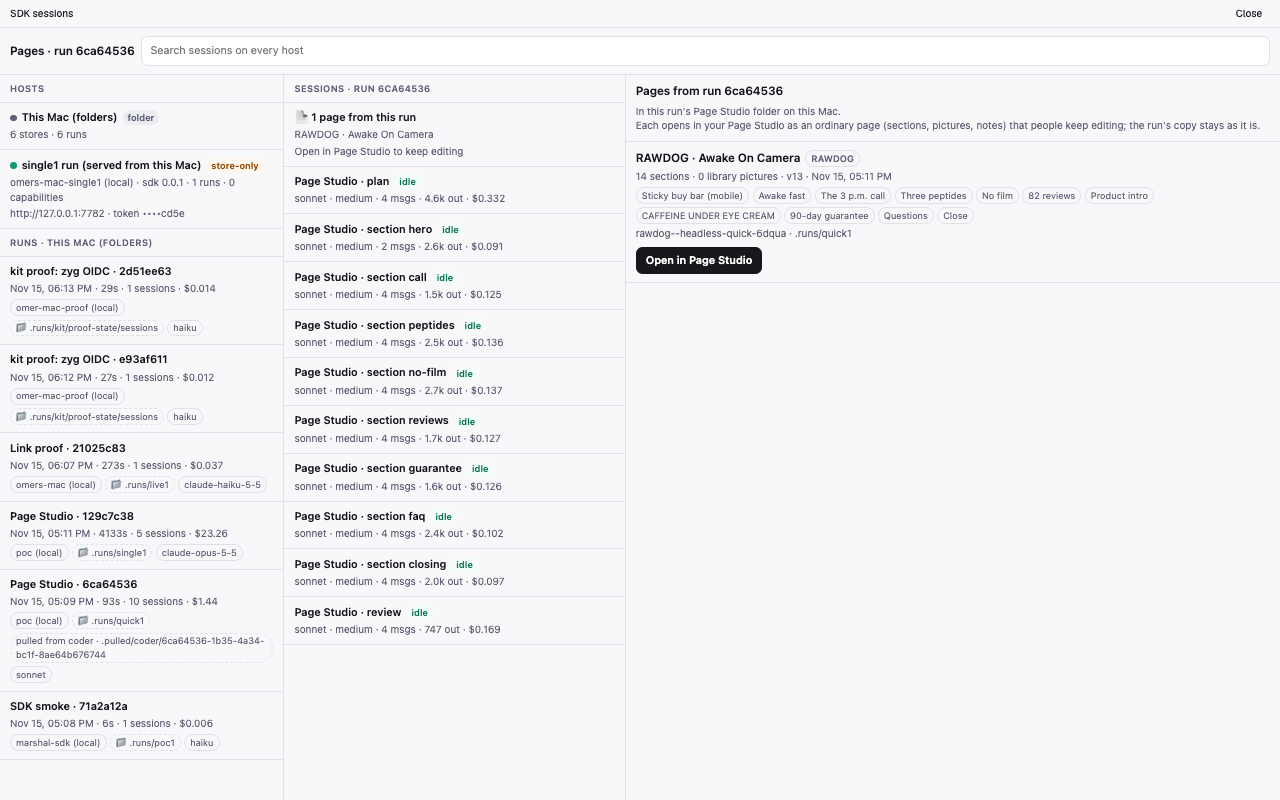 SDK sessions
Close
Pages · run 6ca64536
Search sessions on every host
HOSTS
This Mac (folders) folder
6 stores · 6 runs
single1 run (served from this Mac) store-only
omers-mac-single1 (local) · sdk 0.0.1 · 1 runs · 0
capabilities
http://127.0.0.1:7782 · token ••••cd5e
RUNS · THIS MAC (FOLDERS)
kit proof: zyg OIDC · 2d51ee63
Nov 15, 06:13 PM · 29s · 1 sessions · $0.014
omer-mac-proof (local)
.runs/kit/proof-state/sessions haiku
kit proof: zyg OIDC · e93af611
Nov 15, 06:12 PM · 27s · 1 sessions · $0.012
omer-mac-proof (local)
.runs/kit/proof-state/sessions haiku
Link proof · 21025c83
Nov 15, 06:07 PM · 273s · 1 sessions · $0.037
omers-mac (local) .runs/live1 claude-haiku-5-5
Page Studio · 129c7c38
Nov 15, 05:11 PM · 4133s · 5 sessions · $23.26
poc (local) .runs/single1 claude-opus-5-5
Page Studio · 6ca64536
Nov 15, 05:09 PM · 93s · 10 sessions · $1.44
poc (local) .runs/quick1
pulled from coder · .pulled/coder/6ca64536-1b35-4a34-
bc1f-8ae64b676744
sonnet
SDK smoke · 71a2a12a
Nov 15, 05:08 PM · 6s · 1 sessions · $0.006
marshal-sdk (local) .runs/poc1 haiku
SESSIONS · RUN 6CA64536
1 page from this run
RAWDOG · Awake On Camera
Open in Page Studio to keep editing
Page Studio · plan idle
sonnet · medium · 4 msgs · 4.6k out · $0.332
Page Studio · section hero idle
sonnet · medium · 2 msgs · 2.6k out · $0.091
Page Studio · section call idle
sonnet · medium · 4 msgs · 1.5k out · $0.125
Page Studio · section peptides idle
sonnet · medium · 4 msgs · 2.5k out · $0.136
Page Studio · section no-film idle
sonnet · medium · 4 msgs · 2.7k out · $0.137
Page Studio · section reviews idle
sonnet · medium · 4 msgs · 1.7k out · $0.127
Page Studio · section guarantee idle
sonnet · medium · 4 msgs · 1.6k out · $0.126
Page Studio · section faq idle
sonnet · medium · 4 msgs · 2.4k out · $0.102
Page Studio · section closing idle
sonnet · medium · 4 msgs · 2.0k out · $0.097
Page Studio · review idle
sonnet · medium · 4 msgs · 747 out · $0.169
Pages from run 6ca64536
In this run's Page Studio folder on this Mac.
Each opens in your Page Studio as an ordinary page (sections, pictures, notes) that people keep editing; the run's copy stays as it is.
RAWDOG · Awake On Camera RAWDOG
14 sections · 0 library pictures · v13 · Nov 15, 05:11 PM
Sticky buy bar (mobile) Awake fast The 3 p.m. call Three peptides No film 82 reviews Product intro
CAFFEINE UNDER EYE CREAM 90-day guarantee Questions Close
rawdog--headless-quick-6dqua · .runs/quick1
Open in Page Studio